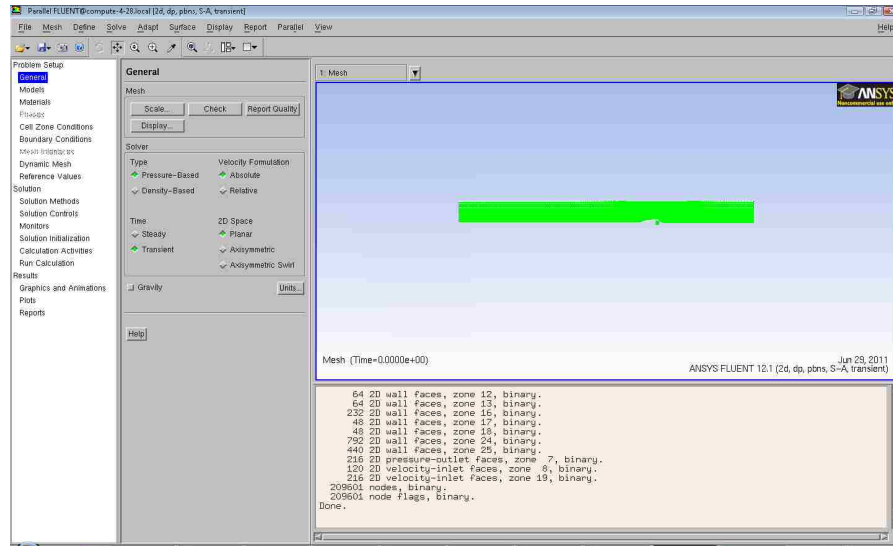 Parallel FLUENT@compute-4-28.local [2d, dp, pbns, S-A, transient]
File Mesh Define Solve Adapt Surface Display Report Parallel View Help
Problem Setup
General
Models
Materials
Phases
Cell Zone Conditions
Boundary Conditions
Mesh Interfaces
Dynamic Mesh
Reference Values
Solution
Solution Methods
Solution Controls
Monitors
Solution Initialization
Calculation Activities
Run Calculation
Results
Graphics and Animations
Plots
Reports
General
Mesh
Scale... Check Report Quality
Display...
Solver
Type Velocity Formulation
Pressure-Based Absolute
Density-Based Relative
Time 2D Space
Steady Planar
Transient Axisymmetric
Axisymmetric Swirl
Gravity Units...
Help
1: Mesh
ANSYS
Noncommercial use only
Mesh (Time=0.0000e+00) Jun 29, 2011
ANSYS FLUENT 12.1 (2d, dp, pbns, S-A, transient)
64 2D wall faces, zone 12, binary.
64 2D wall faces, zone 13, binary.
232 2D wall faces, zone 16, binary.
48 2D wall faces, zone 17, binary.
48 2D wall faces, zone 18, binary.
792 2D wall faces, zone 24, binary.
440 2D wall faces, zone 25, binary.
216 2D pressure-outlet faces, zone 7, binary.
120 2D velocity-inlet faces, zone 8, binary.
216 2D velocity-inlet faces, zone 19, binary.
209601 nodes, binary.
209601 node flags, binary.
Done.